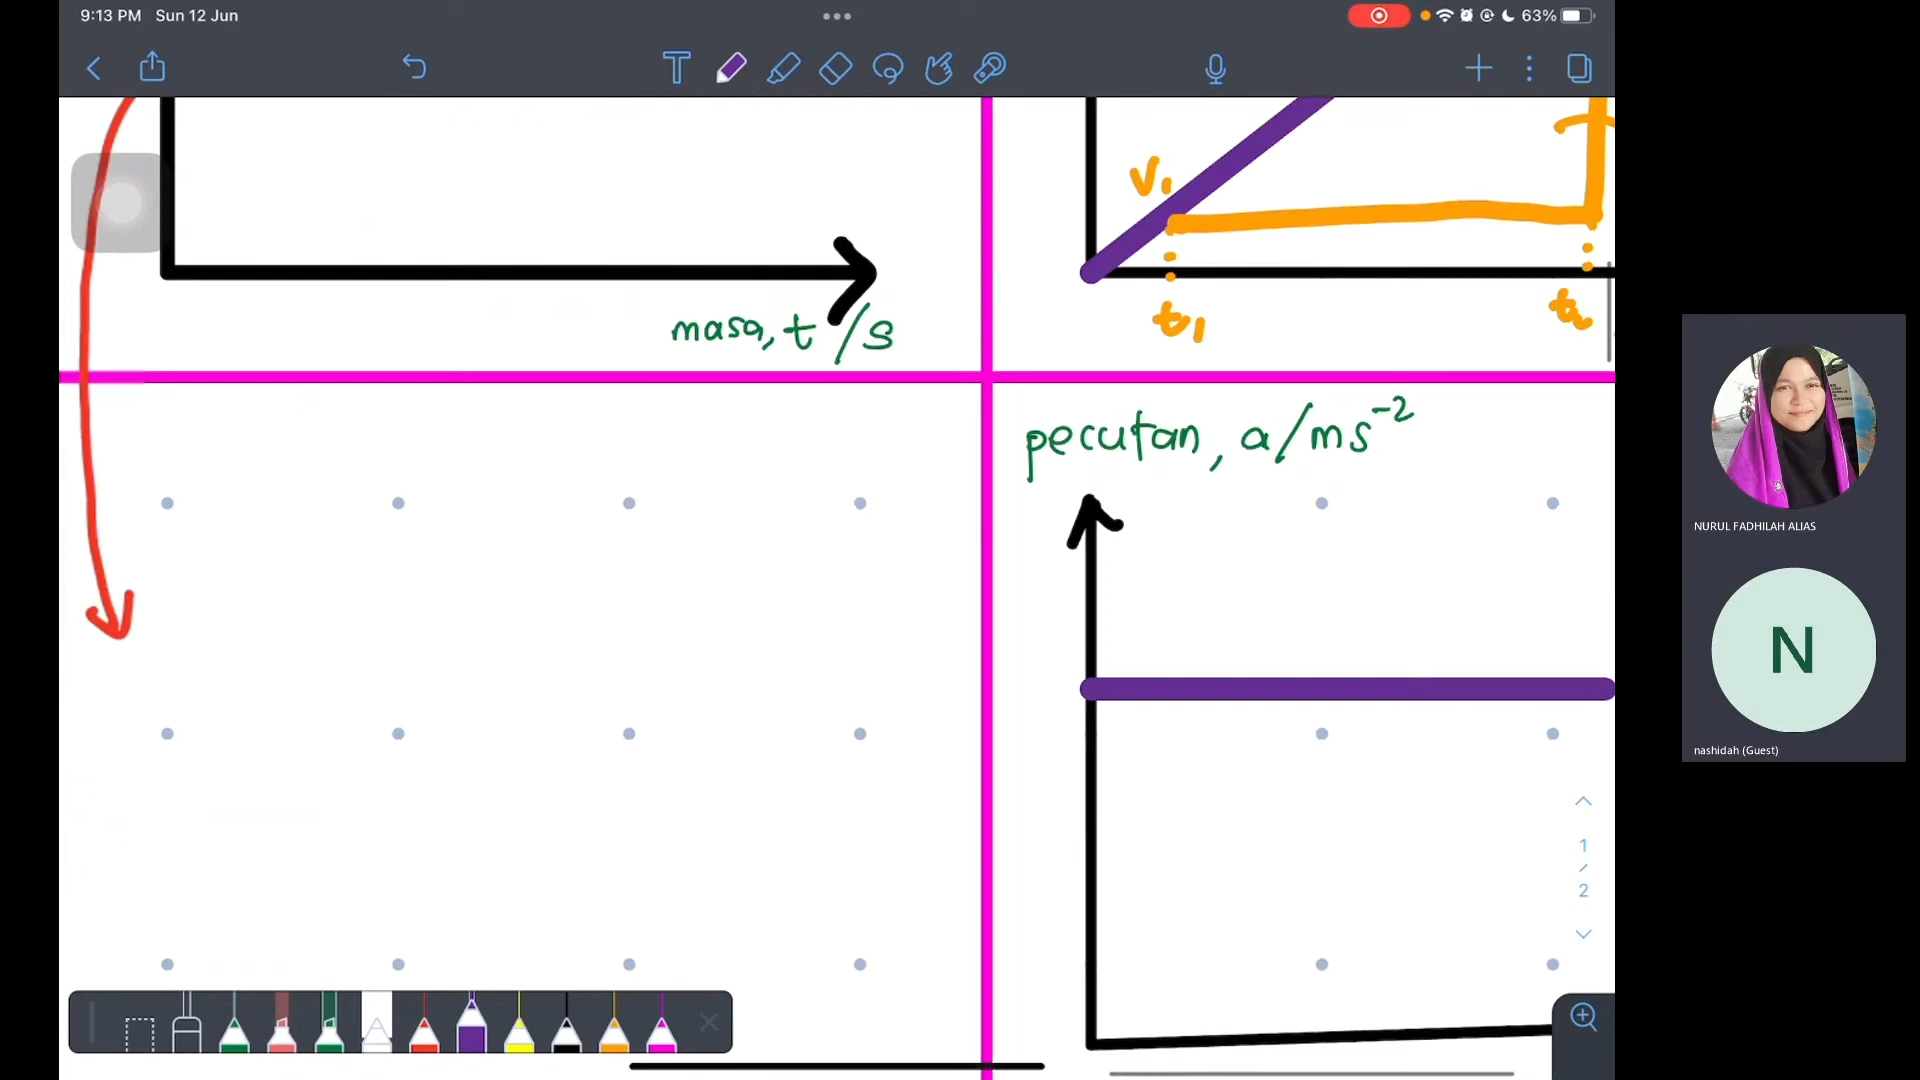 9:13 PM Sun 12 Jun
63%
T
v₁
t₁
t₂
masa, t /s
pecutan, a/ms⁻²
NURUL FADHILAH ALIAS
N
nashidah (Guest)
1
/
2